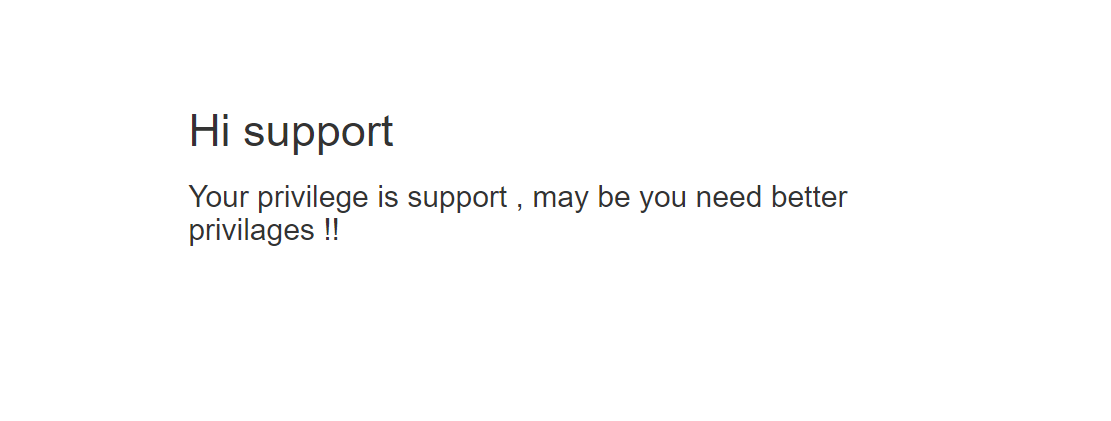 Hi support
Your privilege is support , may be you need better
privilages !!